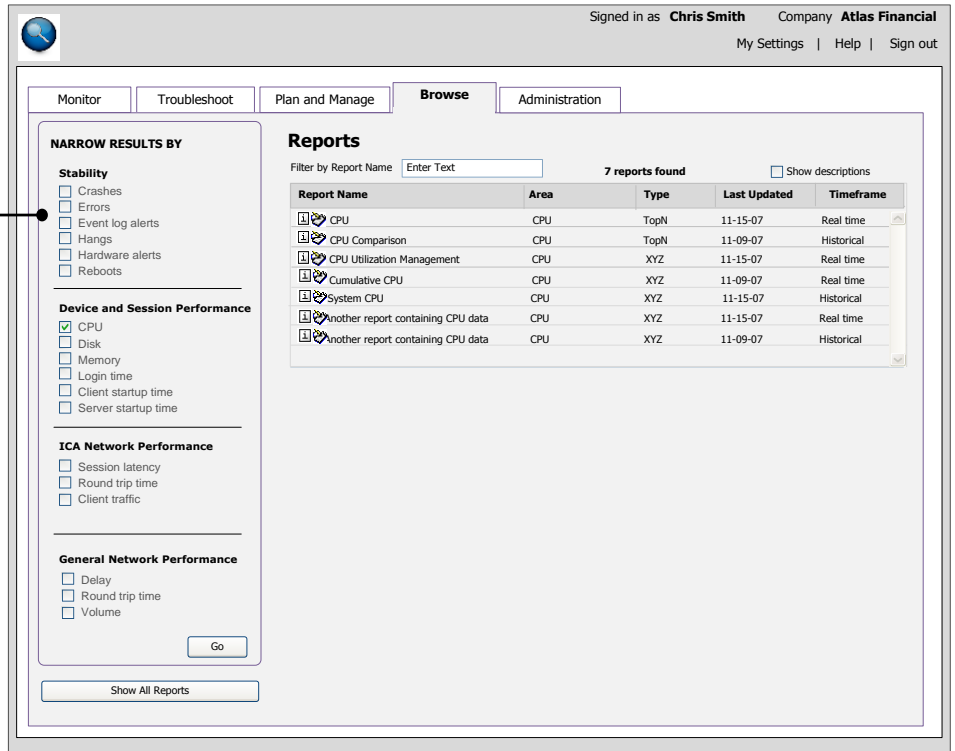 Signed in as Chris Smith Company Atlas Financial
My Settings | Help | Sign out
Monitor Troubleshoot Plan and Manage Browse Administration
NARROW RESULTS BY
Stability
Crashes
Errors
Event log alerts
Hangs
Hardware alerts
Reboots
Device and Session Performance
CPU
Disk
Memory
Login time
Client startup time
Server startup time
ICA Network Performance
Session latency
Round trip time
Client traffic
General Network Performance
Delay
Round trip time
Volume
Go
Show All Reports
Reports
Filter by Report Name Enter Text 7 reports found Show descriptions
Report Name Area Type Last Updated Timeframe
i CPU CPU TopN 11-15-07 Real time
i CPU Comparison CPU TopN 11-09-07 Historical
i CPU Utilization Management CPU XYZ 11-15-07 Real time
i Cumulative CPU CPU XYZ 11-09-07 Real time
i System CPU CPU XYZ 11-15-07 Historical
i Another report containing CPU data CPU XYZ 11-15-07 Real time
i Another report containing CPU data CPU XYZ 11-09-07 Historical